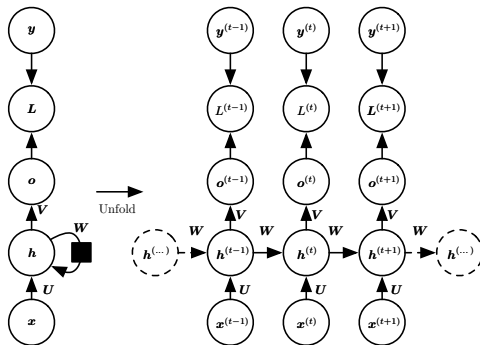 y y^(t−1) y^(t) y^(t+1)
L L^(t−1) L^(t) L^(t+1)
o o^(t−1) o^(t) o^(t+1)
Unfold
V V V V
W W W W W
h h^(...) h^(t−1) h^(t) h^(t+1) h^(...)
U U U U
x x^(t−1) x^(t) x^(t+1)